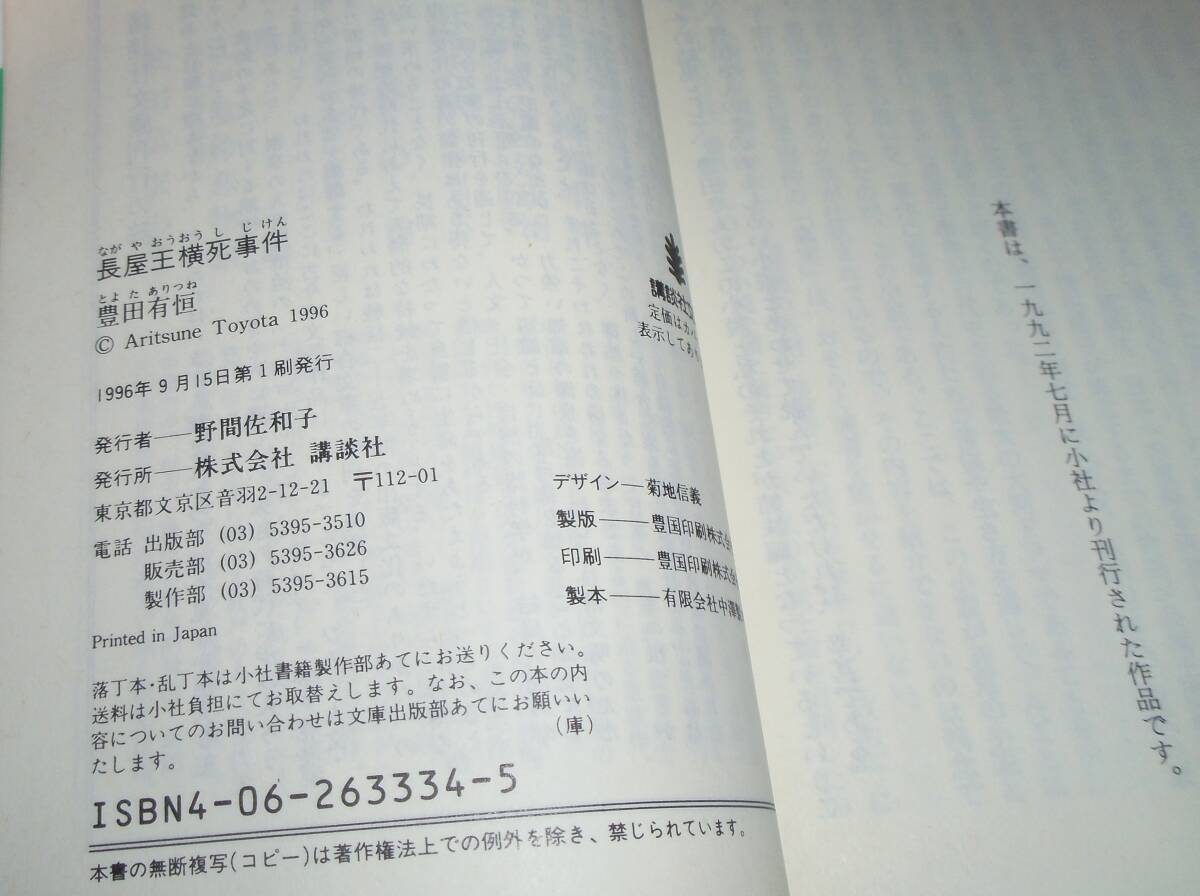 本書は、一九九二年七月に小社より刊行された作品です。
講談社文
定価はカバ
表示してあり
ながやおうおうしじけん
長屋王横死事件
とよたありつね
豊田有恒
© Aritsune Toyota 1996
1996年9月15日第1刷発行
発行者――野間佐和子
発行所――株式会社 講談社
東京都文京区音羽2-12-21 〒112-01
電話 出版部 (03) 5395-3510
販売部 (03) 5395-3626
製作部 (03) 5395-3615
Printed in Japan
デザイン―菊地信義
製版――豊国印刷株式会
印刷――豊国印刷株式会
製本――有限会社中澤
落丁本・乱丁本は小社書籍製作部あてにお送りください。
送料は小社負担にてお取替えします。なお、この本の内
容についてのお問い合わせは文庫出版部あてにお願いい
たします。
(庫)
ISBN4-06-263334-5
本書の無断複写(コピー)は著作権法上での例外を除き、禁じられています。